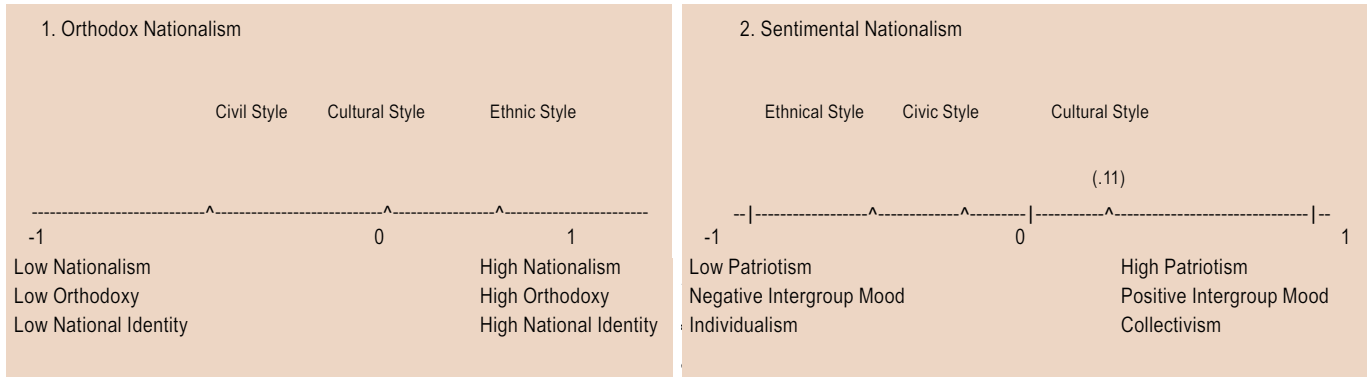 1. Orthodox Nationalism
Civil Style Cultural Style Ethnic Style
-----------------------------^----------------------------^-------------------^-------------------------
-1 0 1
Low Nationalism High Nationalism
Low Orthodoxy High Orthodoxy
Low National Identity High National Identity
2. Sentimental Nationalism
Ethnical Style Civic Style Cultural Style
(.11)
--|-------------------^--------------^---------|------------^--------------------------------|--
-1 0 1
Low Patriotism High Patriotism
Negative Intergroup Mood Positive Intergroup Mood
Individualism Collectivism